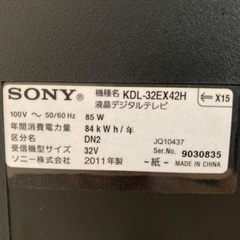 SONY 機種名 KDL-32EX42H
液晶デジタルテレビ
⇐X15
100V ～ 50/60Hz 85 W
年間消費電力量 84 kWh/年
区分名 DN2 JQ10437
受信機型サイズ 32V Ser.No. 9030835
ソニー株式会社 2011年製 -紙- MADE IN CHINA